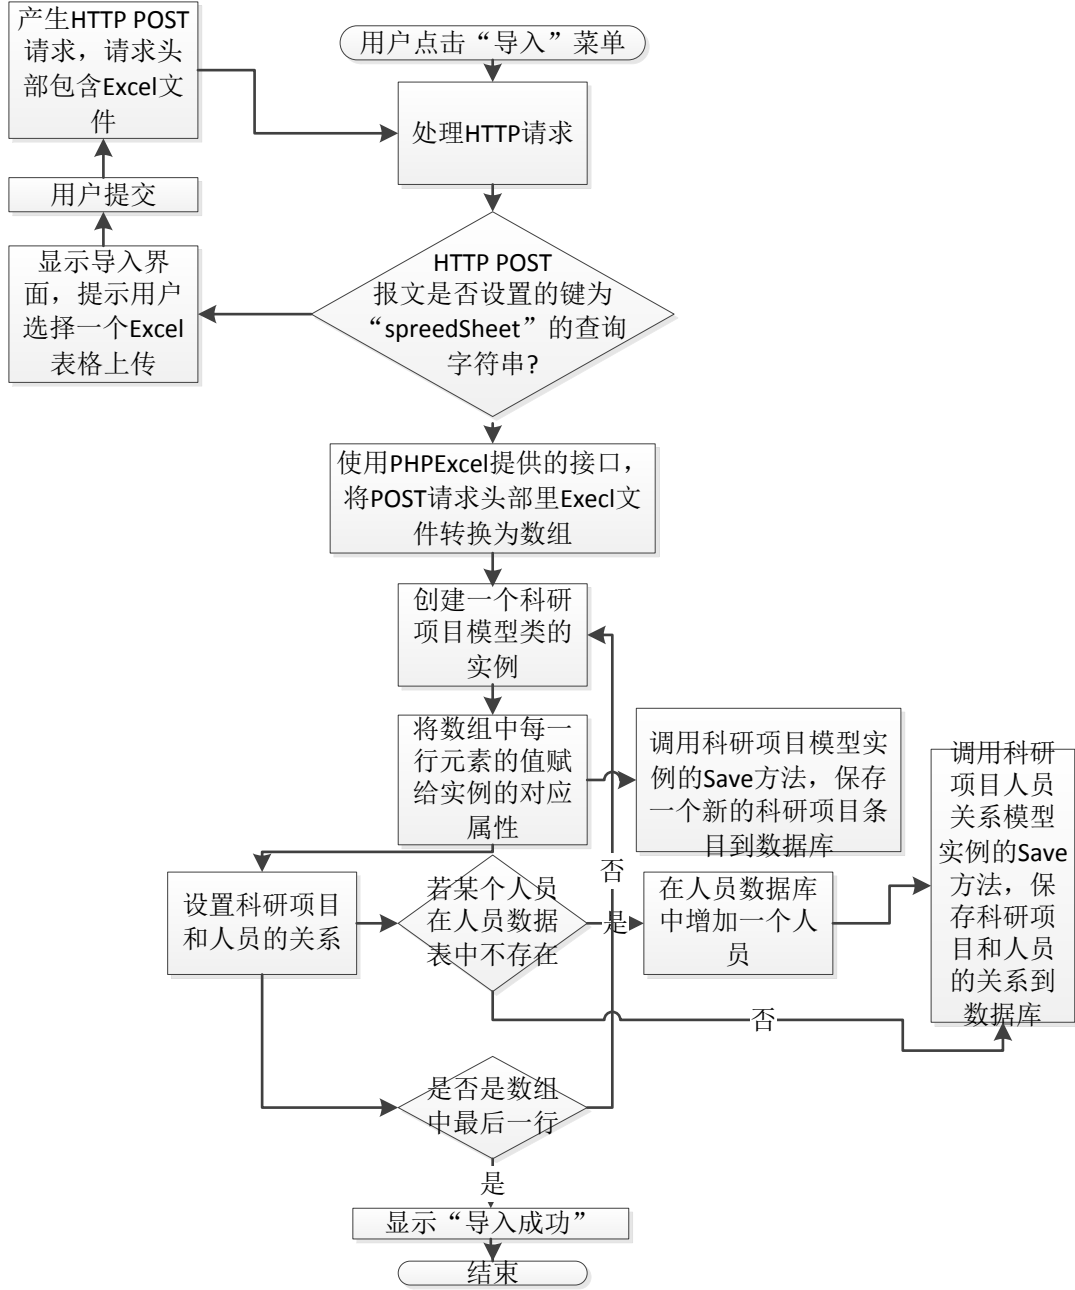 产生HTTP POST
请求，请求头
部包含Excel文
件
用户点击“导入”菜单
处理HTTP请求
用户提交
显示导入界
面，提示用户
选择一个Excel
表格上传
HTTP POST
报文是否设置的键为
“spreedSheet”的查询
字符串?
使用PHPExcel提供的接口，
将POST请求头部里Execl文
件转换为数组
创建一个科研
项目模型类的
实例
将数组中每一
行元素的值赋
给实例的对应
属性
调用科研项目模型实
例的Save方法，保存
一个新的科研项目条
目到数据库
调用科研
项目人员
关系模型
实例的Save
方法，保
存科研项
目和人员
的关系到
数据库
否
设置科研项目
和人员的关系
若某个人员
在人员数据
表中不存在
是
在人员数据库
中增加一个人
员
否
是否是数组
中最后一行
是
显示“导入成功”
结束